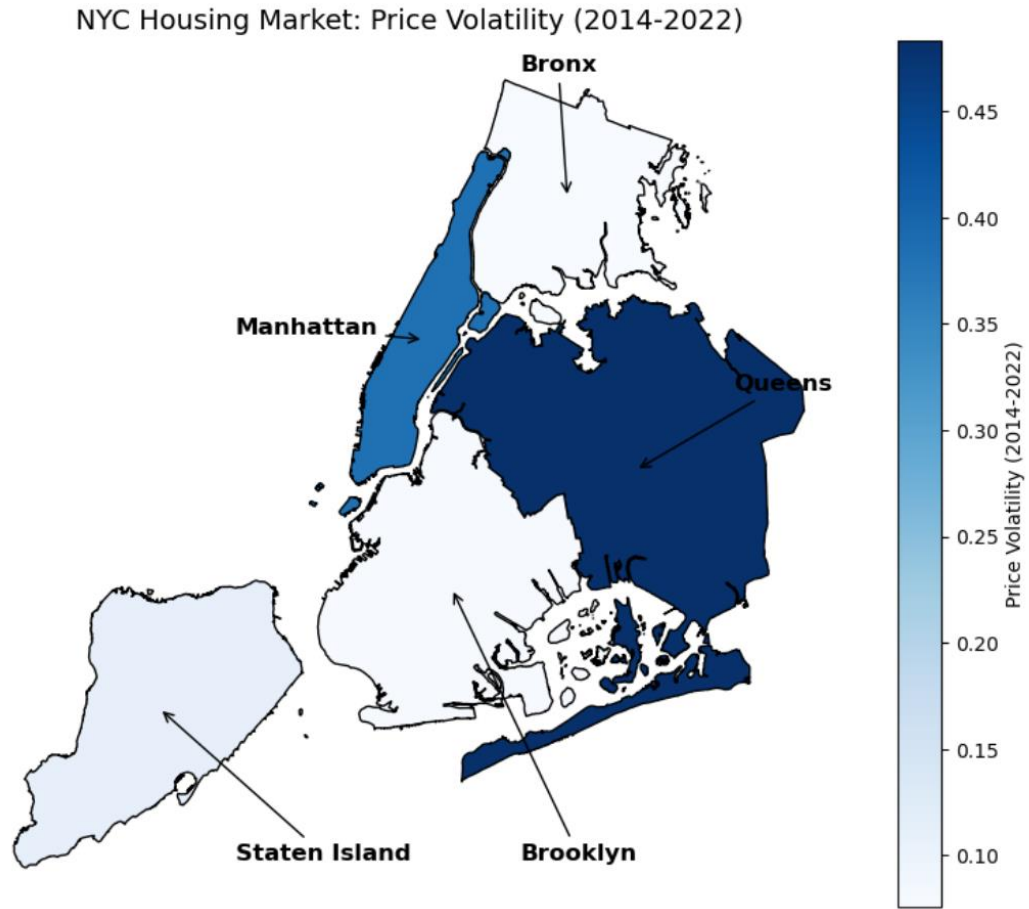 NYC Housing Market: Price Volatility (2014-2022)
Bronx
Manhattan
Queens
Staten Island
Brooklyn
0.45
0.40
0.35
0.30
0.25
0.20
0.15
0.10
Price Volatility (2014-2022)